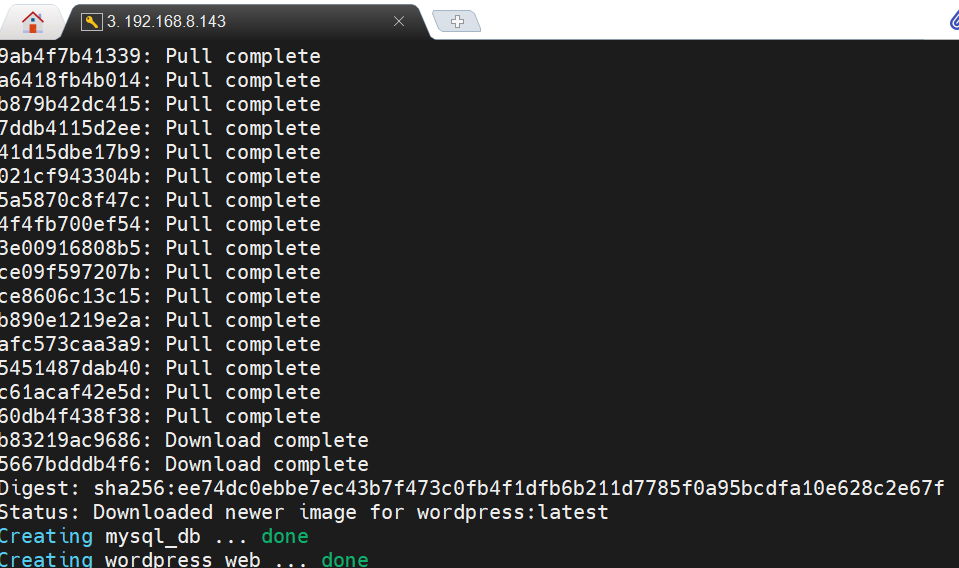 3. 192.168.8.143
9ab4f7b41339: Pull complete
a6418fb4b014: Pull complete
b879b42dc415: Pull complete
7ddb4115d2ee: Pull complete
41d15dbe17b9: Pull complete
021cf943304b: Pull complete
5a5870c8f47c: Pull complete
4f4fb700ef54: Pull complete
3e00916808b5: Pull complete
ce09f597207b: Pull complete
ce8606c13c15: Pull complete
b890e1219e2a: Pull complete
afc573caa3a9: Pull complete
5451487dab40: Pull complete
c61acaf42e5d: Pull complete
60db4f438f38: Pull complete
b83219ac9686: Download complete
5667bdddb4f6: Download complete
Digest: sha256:ee74dc0ebbe7ec43b7f473c0fb4f1dfb6b211d7785f0a95bcdfa10e628c2e67f
Status: Downloaded newer image for wordpress:latest
Creating mysql_db ... done
Creating wordpress_web ... done